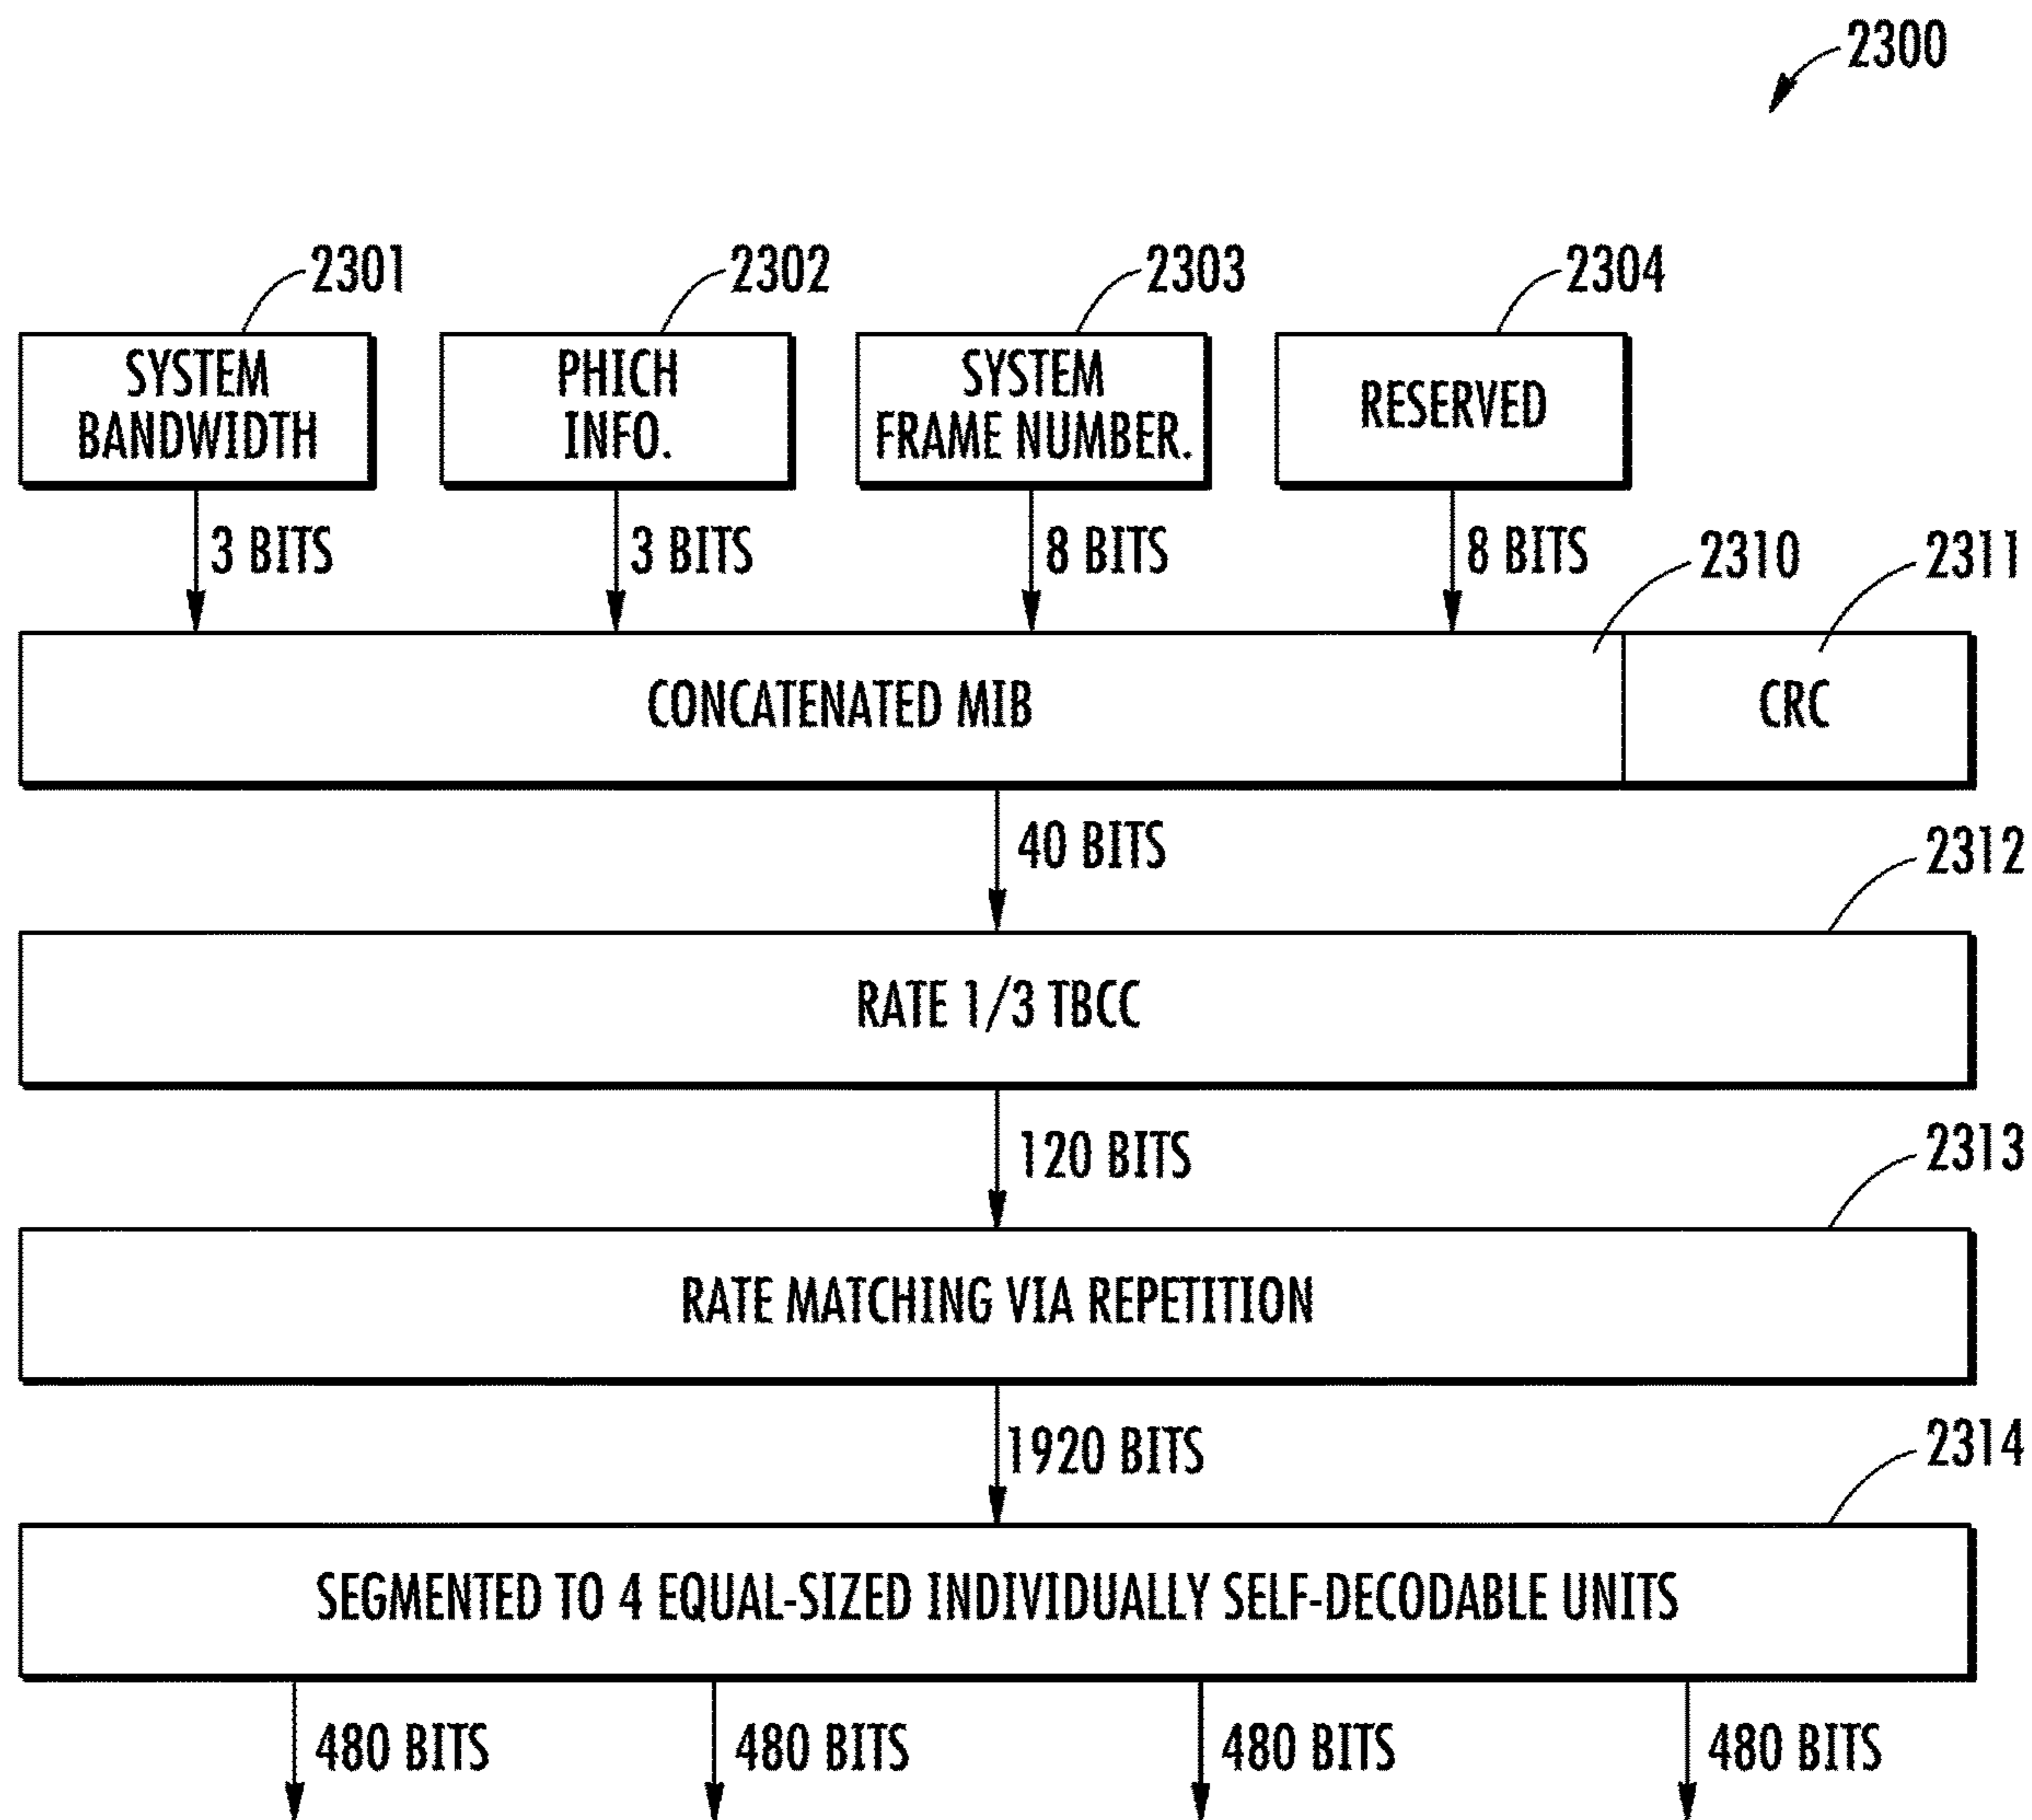 2300
2301
2302
2303
2304
SYSTEM
BANDWIDTH
PHICH
INFO.
SYSTEM
FRAME NUMBER.
RESERVED
3 BITS
3 BITS
8 BITS
8 BITS
2310
2311
CONCATENATED MIB
CRC
40 BITS
2312
RATE 1/3 TBCC
120 BITS
2313
RATE MATCHING VIA REPETITION
1920 BITS
2314
SEGMENTED TO 4 EQUAL-SIZED INDIVIDUALLY SELF-DECODABLE UNITS
480 BITS
480 BITS
480 BITS
480 BITS